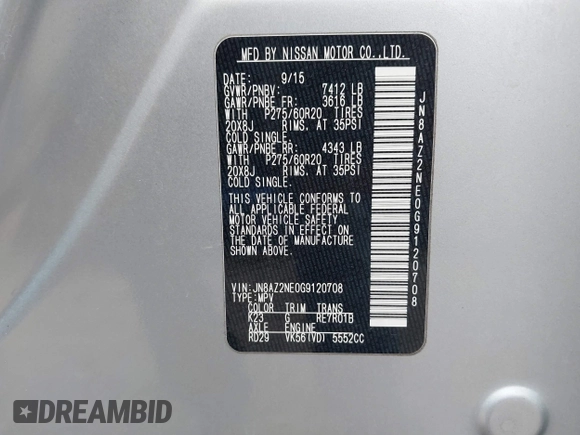 MFD BY NISSAN MOTOR CO.,LTD.
DATE: 9/15
GVWR/PNBV: 7412 LB
GAWR/PNBE FR: 3616 LB
WITH P275/60R20 TIRES
20X8J RIMS. AT 35PSI
COLD SINGLE.
GAWR/PNBE RR: 4343 LB
WITH P275/60R20 TIRES
20X8J RIMS. AT 35PSI
COLD SINGLE.
THIS VEHICLE CONFORMS TO
ALL APPLICABLE FEDERAL
MOTOR VEHICLE SAFETY
STANDARDS IN EFFECT ON
THE DATE OF MANUFACTURE
SHOWN ABOVE.
VIN:JN8AZ2NE0G9120708
TYPE:MPV
COLOR TRIM TRANS
K23 G RE7R01B
AXLE ENGINE
RD29 VK56(VD) 5552CC
JN8AZ2NE0G9120708
DREAMBID